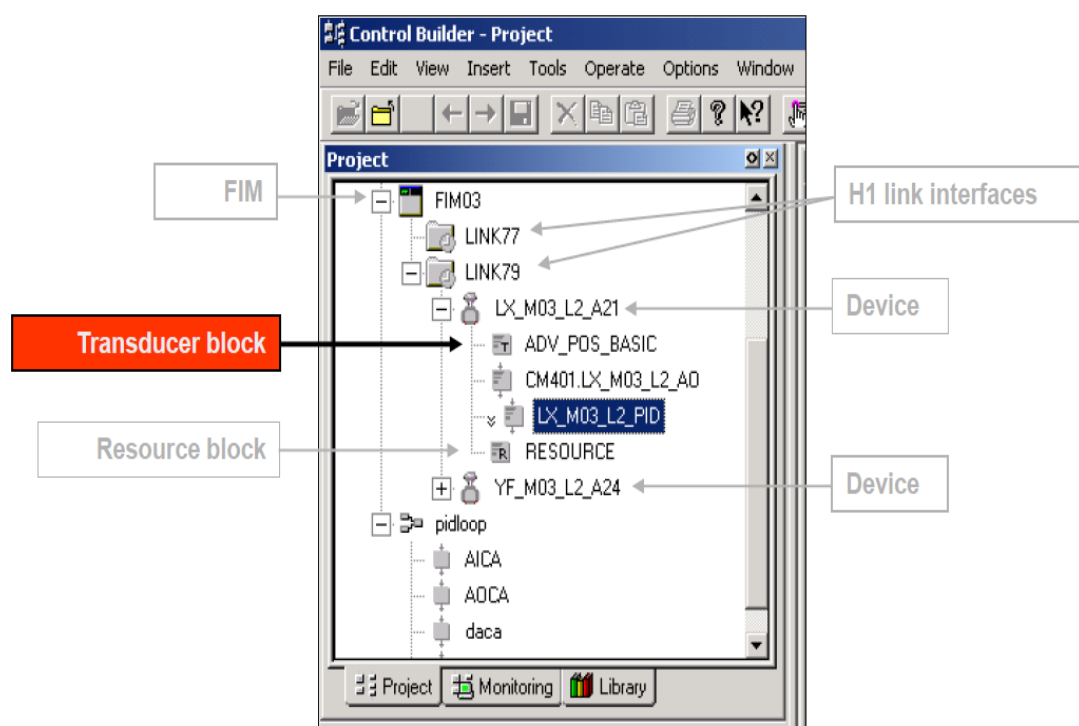 Control Builder - Project
File Edit View Insert Tools Operate Options Window
Project
FIM
FIM03
H1 link interfaces
LINK77
LINK79
LX_M03_L2_A21
Device
Transducer block
ADV_POS_BASIC
CM401.LX_M03_L2_AO
LX_M03_L2_PID
Resource block
RESOURCE
YF_M03_L2_A24
Device
pidloop
AICA
AOCA
daca
Project Monitoring Library